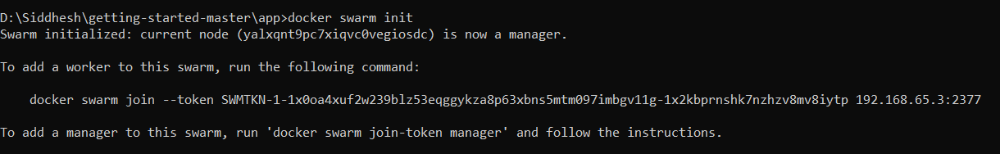 D:\Siddhesh\getting-started-master\app>docker swarm init
Swarm initialized: current node (yalxqnt9pc7xiqvc0vegiosdc) is now a manager.
To add a worker to this swarm, run the following command:
docker swarm join --token SWMTKN-1-1x0oa4xuf2w239blz53eqggykza8p63xbns5mtm097imbgv11g-1x2kbprnshk7nzhzv8mv8iytp 192.168.65.3:2377
To add a manager to this swarm, run 'docker swarm join-token manager' and follow the instructions.